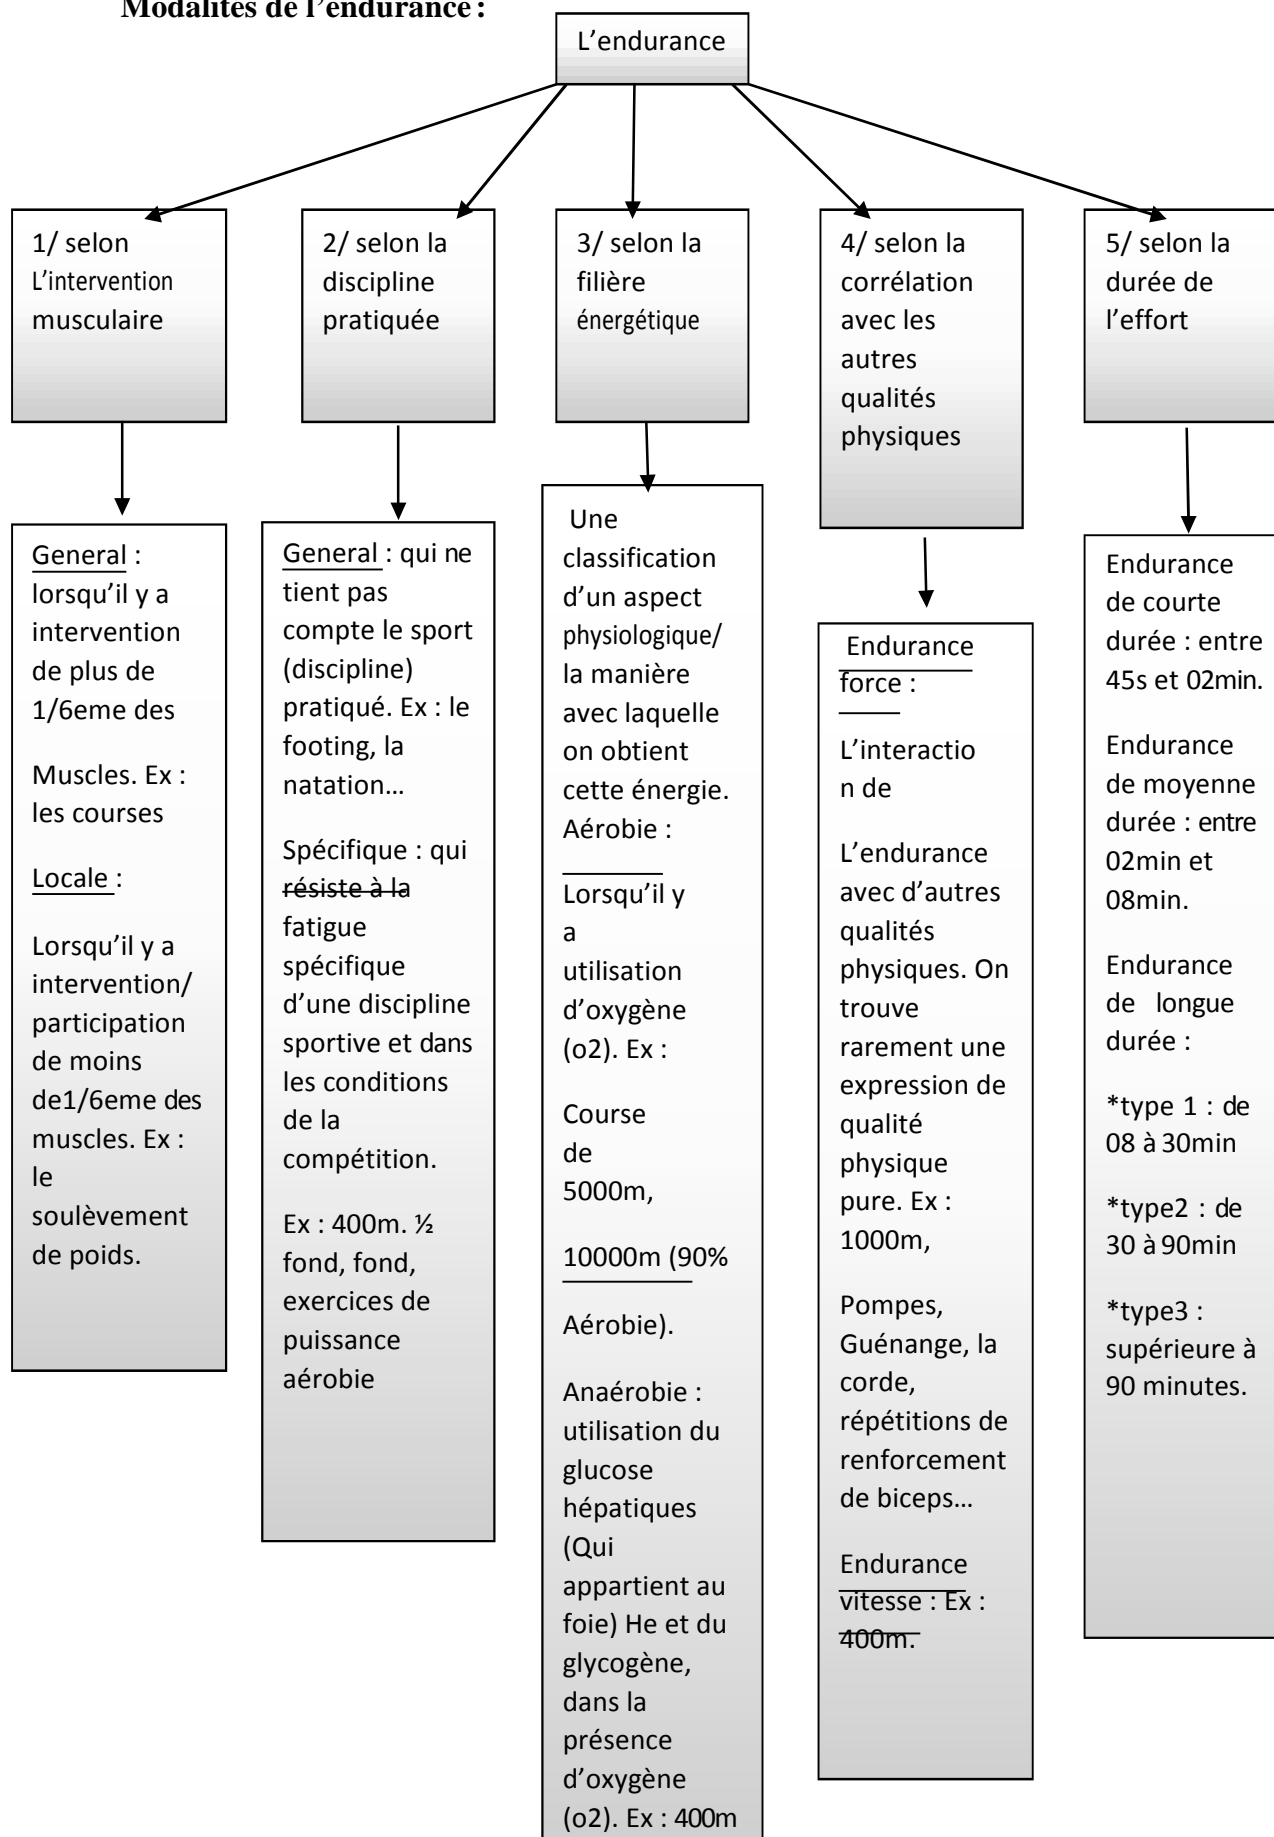 Modalités de l’endurance :
L’endurance
1/ selon
L’intervention
musculaire
2/ selon la
discipline
pratiquée
3/ selon la
filière
énergétique
4/ selon la
corrélation
avec les
autres
qualités
physiques
5/ selon la
durée de
l’effort
General :
lorsqu’il y a
intervention
de plus de
1/6eme des
Muscles. Ex :
les courses
Locale :
Lorsqu’il y a
intervention/
participation
de moins
de1/6eme des
muscles. Ex :
le
soulèvement
de poids.
General : qui ne
tient pas
compte le sport
(discipline)
pratiqué. Ex : le
footing, la
natation...
Spécifique : qui
résiste à la
fatigue
spécifique
d’une discipline
sportive et dans
les conditions
de la
compétition.
Ex : 400m. ½
fond, fond,
exercices de
puissance
aérobie
Une
classification
d’un aspect
physiologique/
la manière
avec laquelle
on obtient
cette énergie.
Aérobie :
Lorsqu’il y
a
utilisation
d’oxygène
(o2). Ex :
Course
de
5000m,
10000m (90%
Aérobie).
Anaérobie :
utilisation du
glucose
hépatiques
(Qui
appartient au
foie) He et du
glycogène,
dans la
présence
d’oxygène
(o2). Ex : 400m
Endurance
force :
L’interactio
n de
L’endurance
avec d’autres
qualités
physiques. On
trouve
rarement une
expression de
qualité
physique
pure. Ex :
1000m,
Pompes,
Guénange, la
corde,
répétitions de
renforcement
de biceps...
Endurance
vitesse : Ex :
400m.
Endurance
de courte
durée : entre
45s et 02min.
Endurance
de moyenne
durée : entre
02min et
08min.
Endurance
de longue
durée :
*type 1 : de
08 à 30min
*type2 : de
30 à 90min
*type3 :
supérieure à
90 minutes.